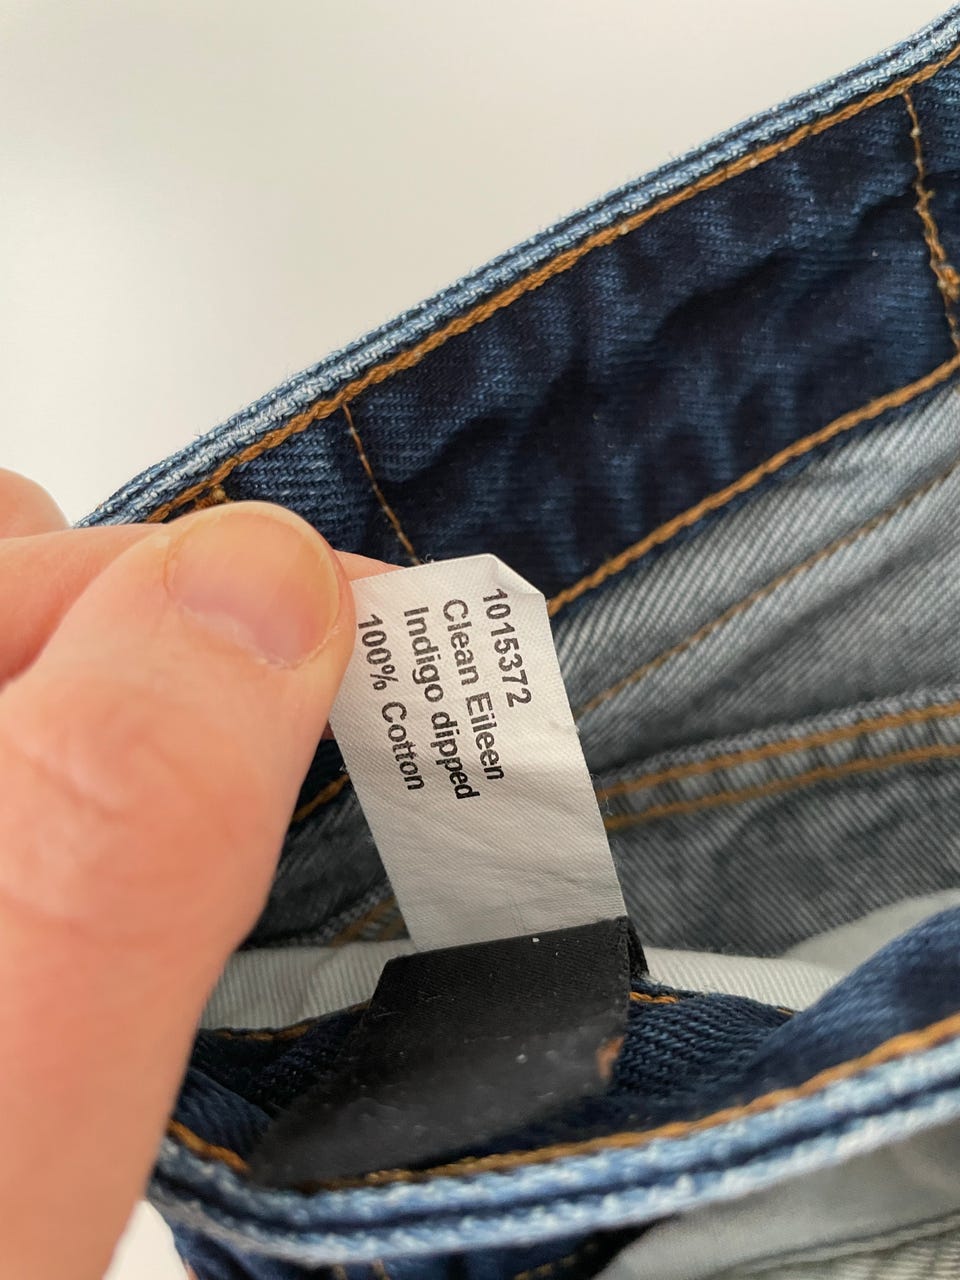 1015372
Clean Eileen
Indigo dipped
100% Cotton